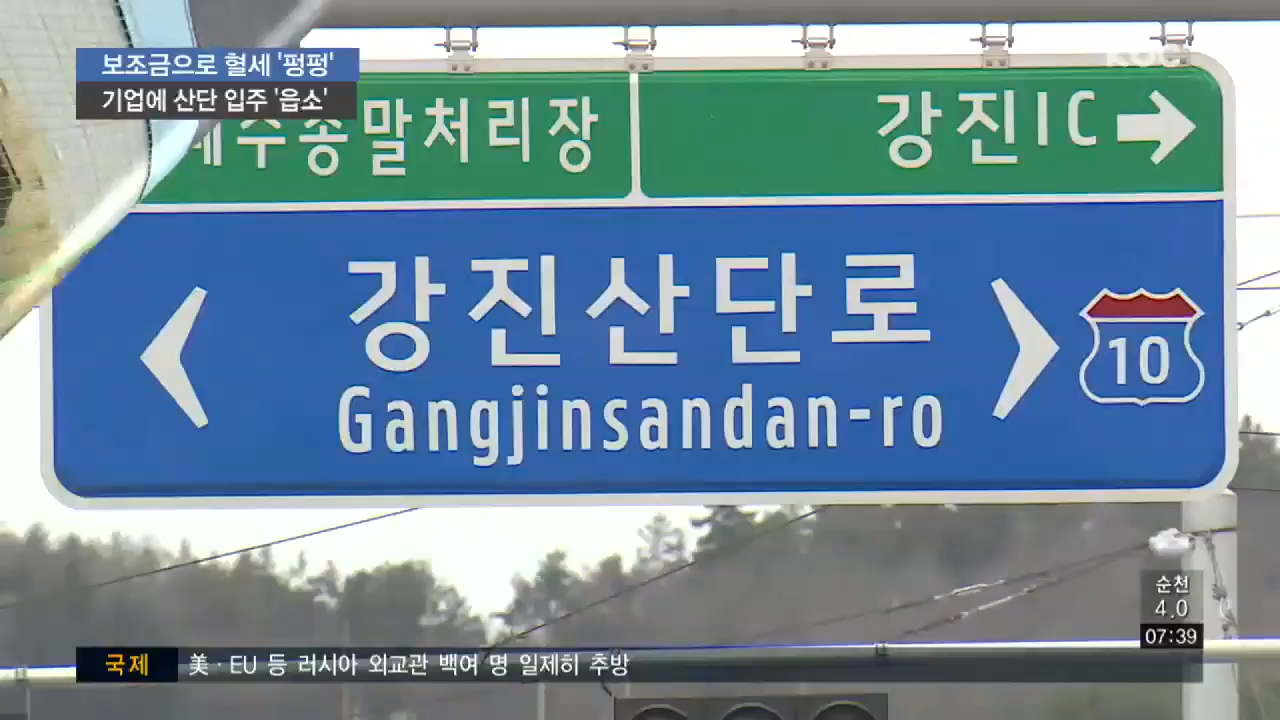 보조금으로 혈세 '펑펑'
기업에 산단 입주 '읍소'
종말처리장
강진IC
강진산단로
Gangjinsandan-ro
10
순천
4.0
07:39
국제 美·EU 등 러시아 외교관 백여 명 일제히 추방